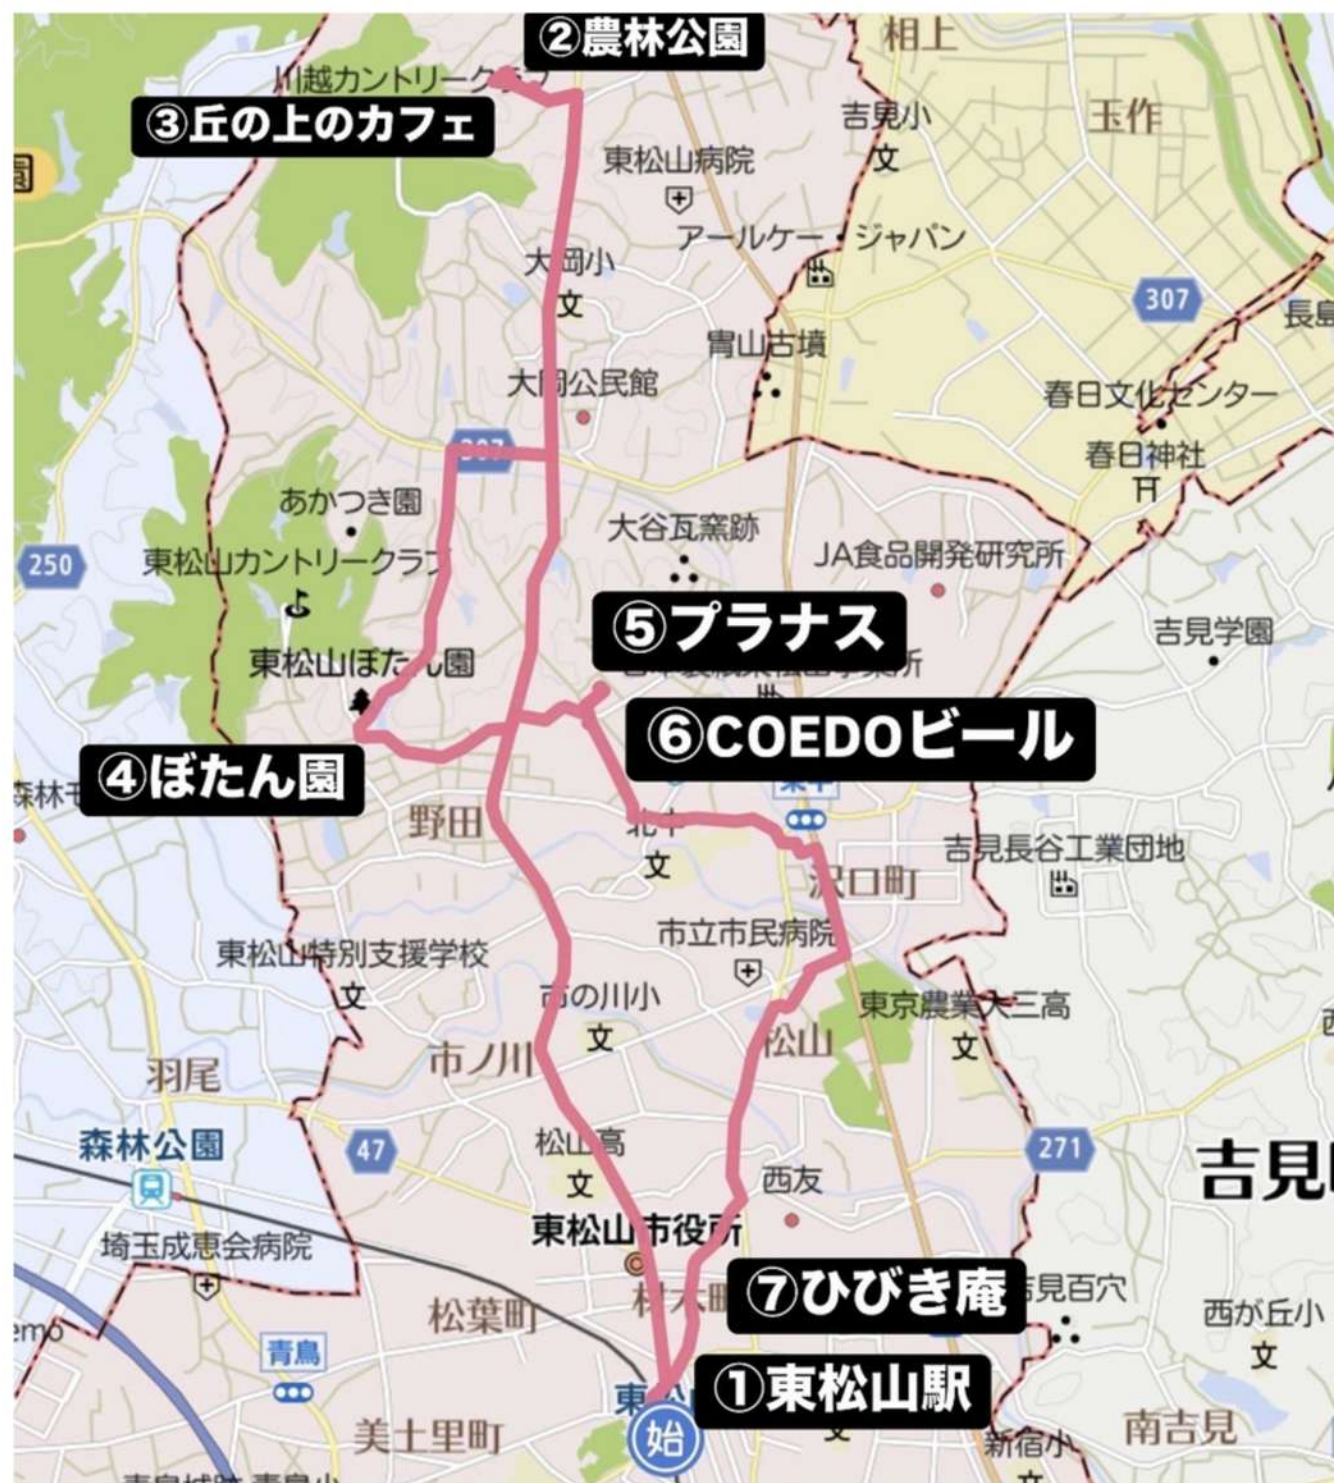 ②農林公園
相上
川越カントリークラブ
③丘の上のカフェ
吉見小
文
玉作
園
東松山病院
アールケー・ジャパン
大岡小
文
307
長島
冑山古墳
大岡公民館
春日文化センター
307
春日神社
あかつき園
大谷瓦窯跡
250
東松山カントリークラブ
JA食品開発研究所
⑤プラナス
吉見学園
東松山ぼたん園
⑥COEDOビール
④ぼたん園
野田
北中
文
吉見長谷工業団地
沢口町
市立市民病院
東松山特別支援学校
文
市の川小
文
東京農業大三高
文
松山
市ノ川
羽尾
森林公園
47
松山高
文
271
吉見
西友
東松山市役所
埼玉成恵会病院
⑦ひびき庵
吉見百穴
松葉町
材木町
西が丘小
文
青鳥
①東松山駅
始
美土里町
文
新宿小
文
南吉見